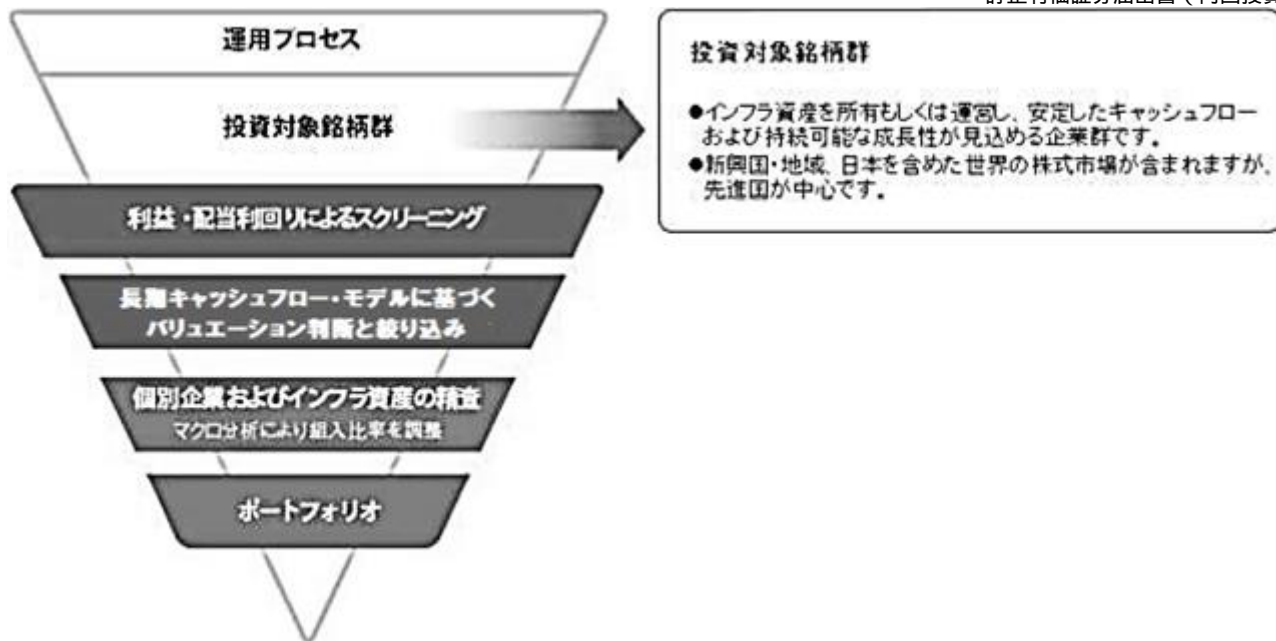 運用プロセス
投資対象銘柄群
利益・配当利回りによるスクリーニング
長期キャッシュフロー・モデルに基づく
バリュエーション判断と絞り込み
個別企業およびインフラ資産の精査
マクロ分析により組入比率を調整
ポートフォリオ
投資対象銘柄群
●インフラ資産を所有もしくは運営し、安定したキャッシュフロー
および持続可能な成長性が見込める企業群です。
●新興国・地域、日本を含めた世界の株式市場が含まれますが、
先進国が中心です。